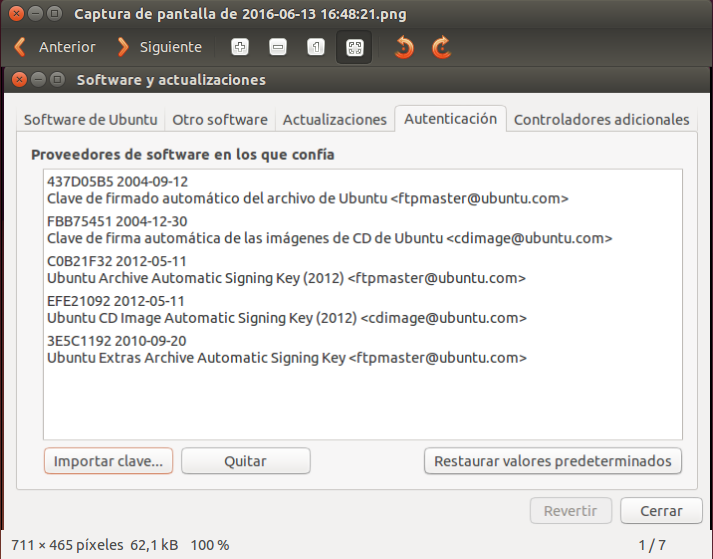 Captura de pantalla de 2016-06-13 16:48:21.png
Anterior Siguiente
Software y actualizaciones
Software de Ubuntu Otro software Actualizaciones Autenticación Controladores adicionales
Proveedores de software en los que confía
437D05B5 2004-09-12
Clave de firmado automático del archivo de Ubuntu <ftpmaster@ubuntu.com>
FBB75451 2004-12-30
Clave de firma automática de las imágenes de CD de Ubuntu <cdimage@ubuntu.com>
C0B21F32 2012-05-11
Ubuntu Archive Automatic Signing Key (2012) <ftpmaster@ubuntu.com>
EFE21092 2012-05-11
Ubuntu CD Image Automatic Signing Key (2012) <cdimage@ubuntu.com>
3E5C1192 2010-09-20
Ubuntu Extras Archive Automatic Signing Key <ftpmaster@ubuntu.com>
Importar clave... Quitar Restaurar valores predeterminados
Revertir Cerrar
711 × 465 píxeles 62,1 kB 100 % 1 / 7